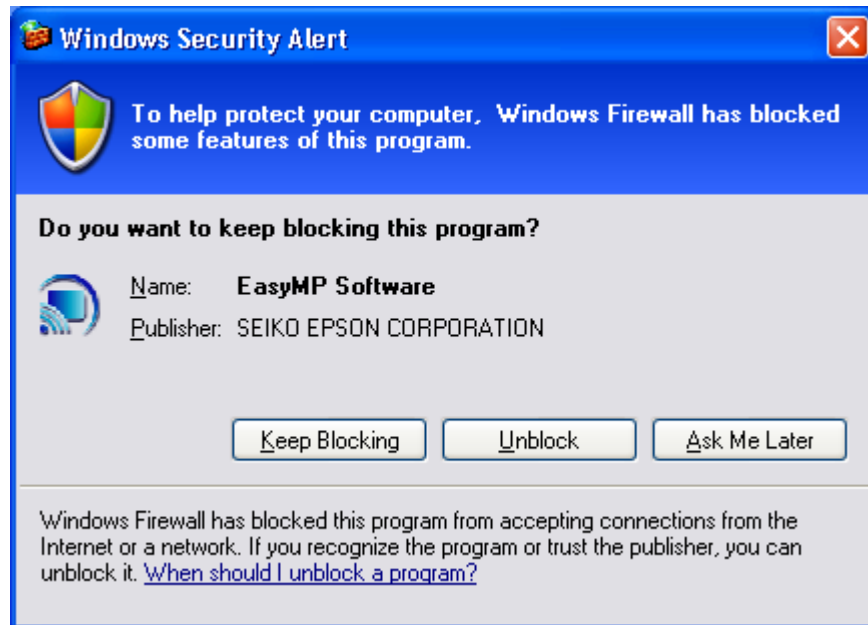 Windows Security Alert
To help protect your computer, Windows Firewall has blocked
some features of this program.
Do you want to keep blocking this program?
Name: EasyMP Software
Publisher: SEIKO EPSON CORPORATION
Keep Blocking Unblock Ask Me Later
Windows Firewall has blocked this program from accepting connections from the
Internet or a network. If you recognize the program or trust the publisher, you can
unblock it. When should I unblock a program?